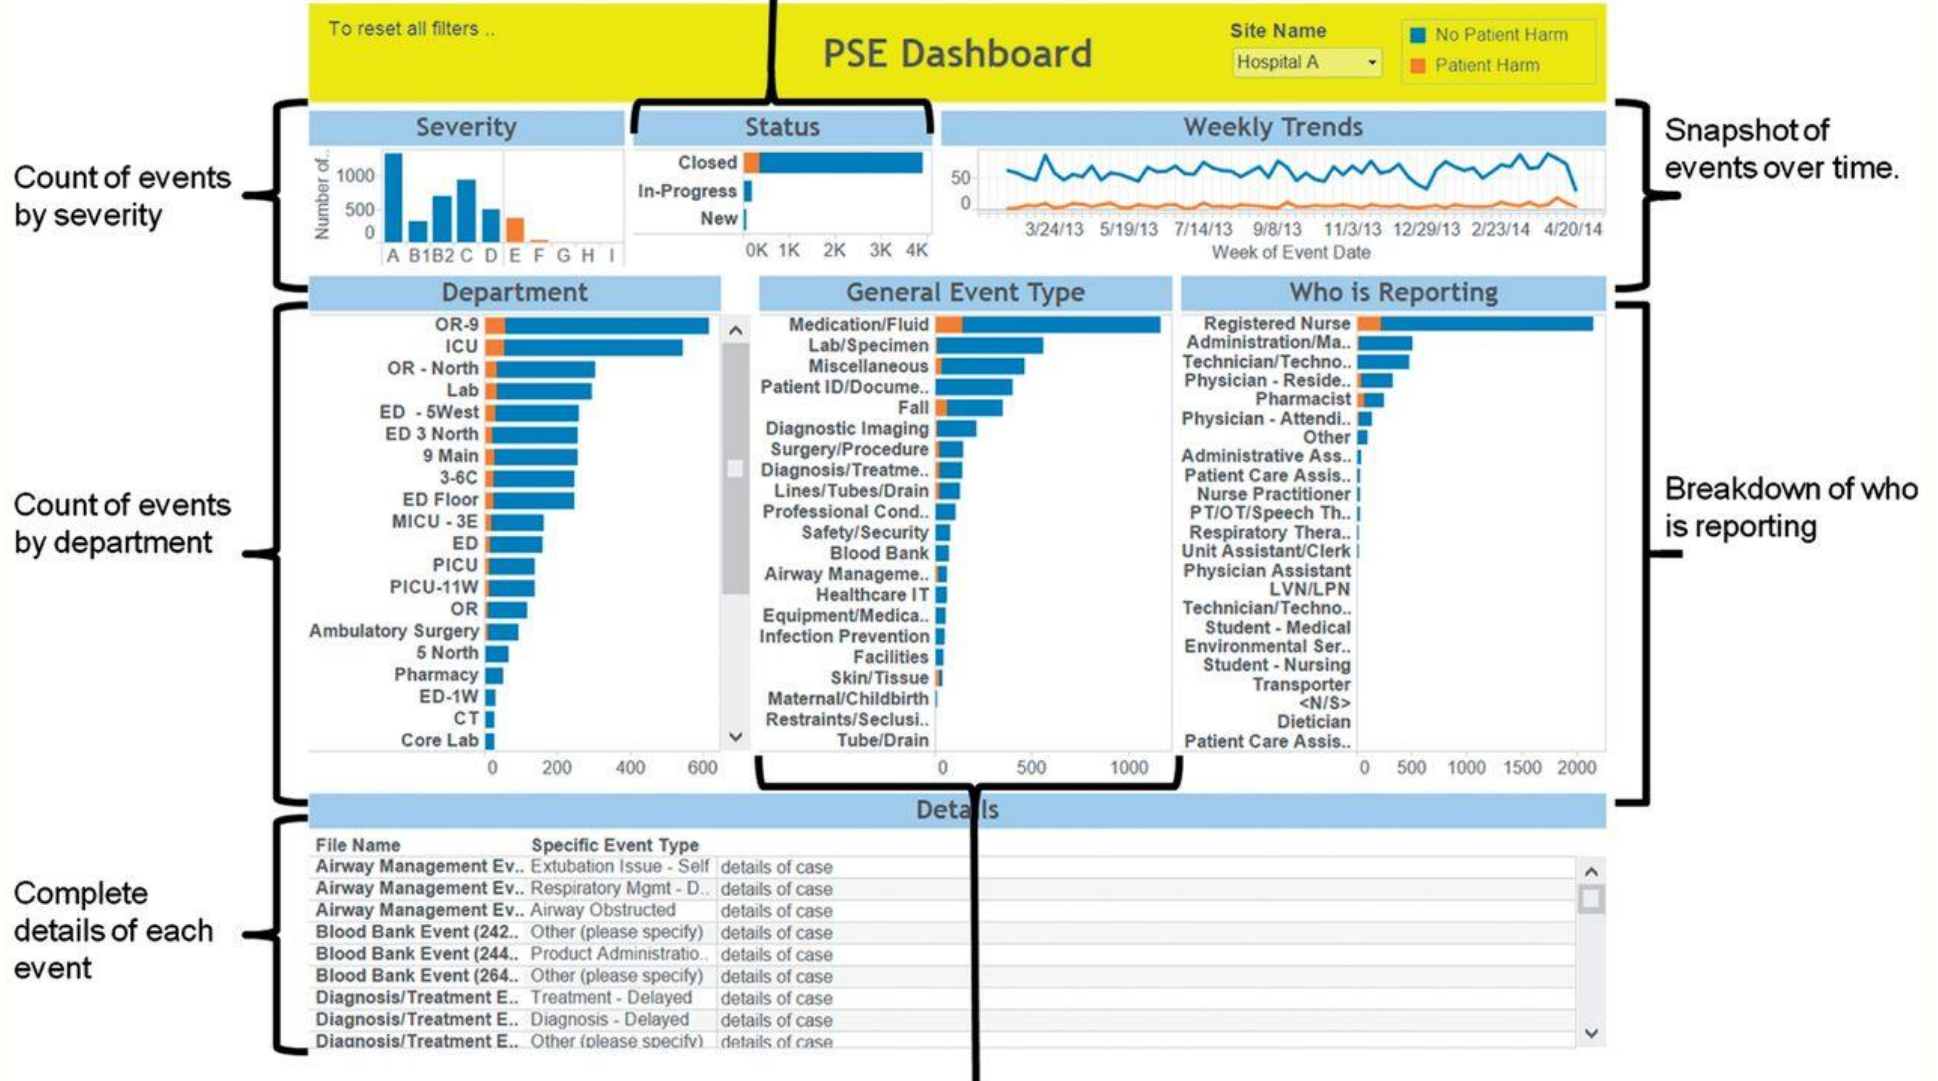 To reset all filters ..
PSE Dashboard
Site Name
Hospital A
No Patient Harm
Patient Harm
Count of events
by severity
Severity
Number of..
1000
500
0
A B1 B2 C D E F G H I
Status
Closed
In-Progress
New
0K 1K 2K 3K 4K
Weekly Trends
50
0
3/24/13 5/19/13 7/14/13 9/8/13 11/3/13 12/29/13 2/23/14 4/20/14
Week of Event Date
Snapshot of
events over time.
Count of events
by department
Department
OR-9
ICU
OR - North
Lab
ED - 5West
ED 3 North
9 Main
3-6C
ED Floor
MICU - 3E
ED
PICU
PICU-11W
OR
Ambulatory Surgery
5 North
Pharmacy
ED-1W
CT
Core Lab
0 200 400 600
General Event Type
Medication/Fluid
Lab/Specimen
Miscellaneous
Patient ID/Docume..
Fall
Diagnostic Imaging
Surgery/Procedure
Diagnosis/Treatme..
Lines/Tubes/Drain
Professional Cond..
Safety/Security
Blood Bank
Airway Manageme..
Healthcare IT
Equipment/Medica..
Infection Prevention
Facilities
Skin/Tissue
Maternal/Childbirth
Restraints/Seclusi..
Tube/Drain
0 500 1000
Who is Reporting
Registered Nurse
Administration/Ma..
Technician/Techno..
Physician - Reside..
Pharmacist
Physician - Attendi..
Other
Administrative Ass..
Patient Care Assis..
Nurse Practitioner
PT/OT/Speech Th..
Respiratory Thera..
Unit Assistant/Clerk
Physician Assistant
LVN/LPN
Technician/Techno..
Student - Medical
Environmental Ser..
Student - Nursing
Transporter
<N/S>
Dietician
Patient Care Assis..
0 500 1000 1500 2000
Breakdown of who
is reporting
Complete
details of each
event
Details
File Name Specific Event Type
Airway Management Ev.. Extubation Issue - Self details of case
Airway Management Ev.. Respiratory Mgmt - D.. details of case
Airway Management Ev.. Airway Obstructed details of case
Blood Bank Event (242.. Other (please specify) details of case
Blood Bank Event (244.. Product Administratio.. details of case
Blood Bank Event (264.. Other (please specify) details of case
Diagnosis/Treatment E.. Treatment - Delayed details of case
Diagnosis/Treatment E.. Diagnosis - Delayed details of case
Diagnosis/Treatment E.. Other (please specify) details of case